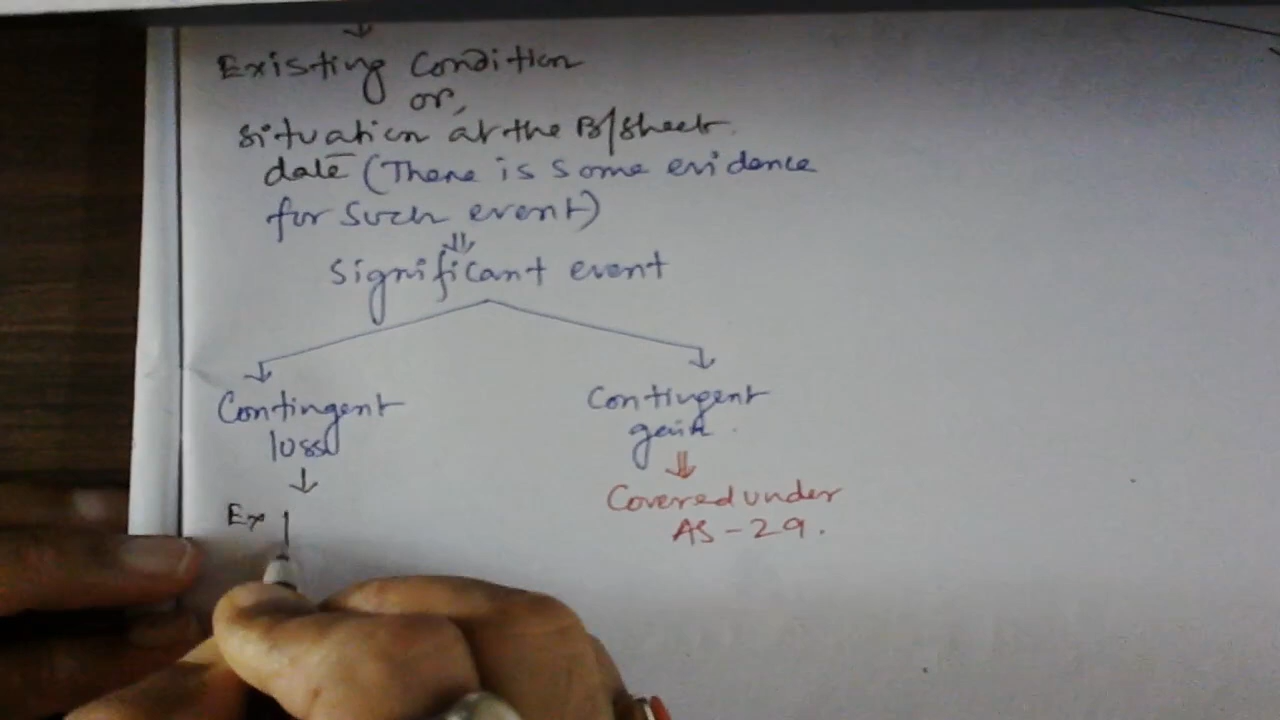 Existing Condition
or,
situation at the B/sheet
date (There is some evidence
for such event)
significant event
Contingent
loss
Contingent
gain
Covered under
AS-29.
Ex